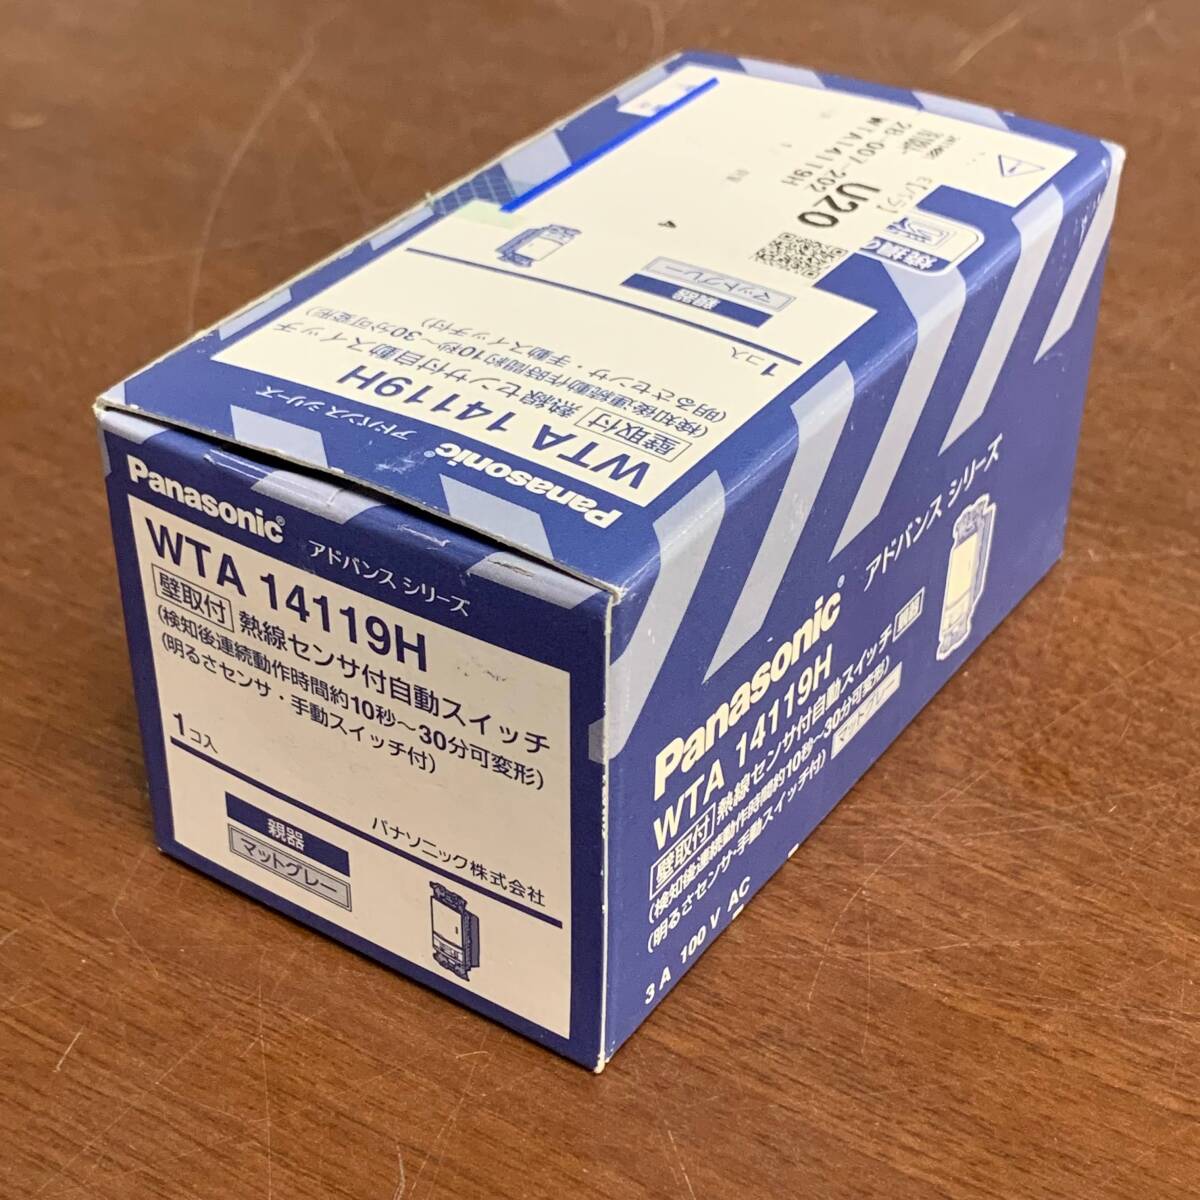 Panasonic® アドバンス シリーズ
WTA 14119H
壁取付 熱線センサ付自動スイッチ
(検知後連続動作時間約10秒〜30分可変形)
(明るさセンサ・手動スイッチ付)
1コ入
親器
マットグレー
パナソニック株式会社
Panasonic® アドバンス シリーズ
WTA 14119H
壁取付 熱線センサ付自動スイッチ 親器
(検知後連続動作時間約10秒〜30分可変形) マットグレー
(明るさセンサ・手動スイッチ付)
3 A 100 V AC
Panasonic® アドバンス シリーズ
WTA 14119H
壁取付 熱線センサ付自動スイッチ
(検知後連続動作時間約10秒〜30分可変形)
(明るさセンサ・手動スイッチ付)
1コ入
親器
マットグレー
U20
2B-007-202
WTA14119H